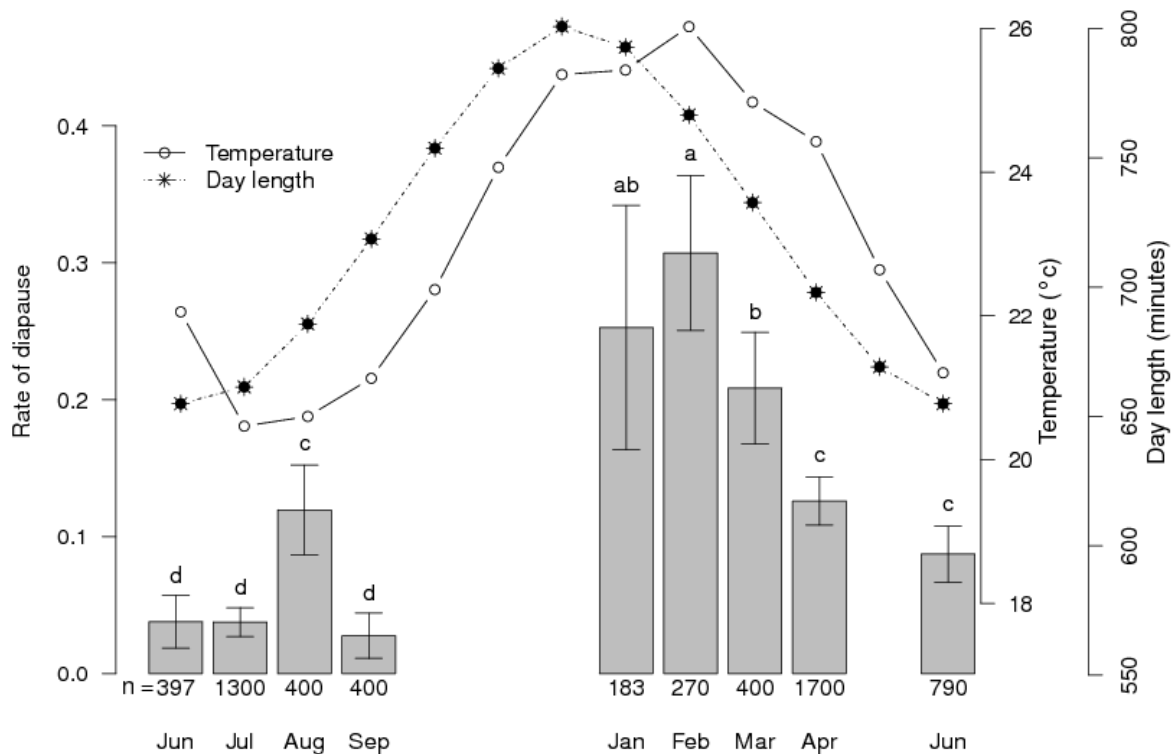 Rate of diapause
0.0
0.1
0.2
0.3
0.4
Temperature
Day length
d
d
c
d
ab
a
b
c
c
n =397 1300 400 400 183 270 400 1700 790
Jun Jul Aug Sep Jan Feb Mar Apr Jun
Temperature (°c)
18
20
22
24
26
Day length (minutes)
550
600
650
700
750
800